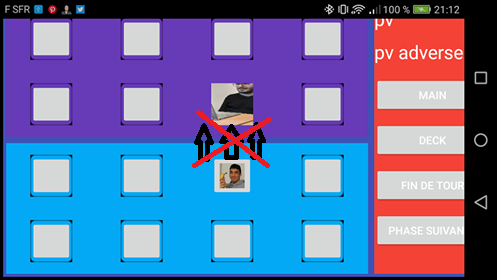 F SFR
100 %
21:12
pv
pv adverse
MAIN
DECK
FIN DE TOUR
PHASE SUIVAN